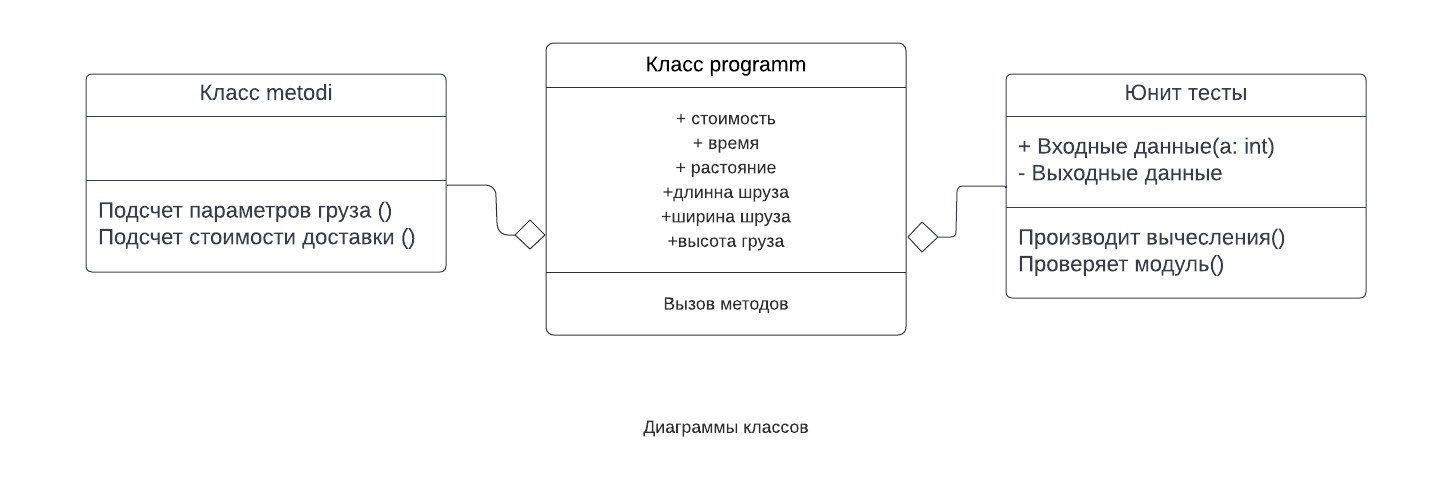 Класс metodi
Подсчет параметров груза ()
Подсчет стоимости доставки ()
Класс programm
+ стоимость
+ время
+ растояние
+длинна шруза
+ширина шруза
+высота груза
Вызов методов
Юнит тесты
+ Входные данные(a: int)
- Выходные данные
Производит вычесления()
Проверяет модуль()
Диаграммы классов